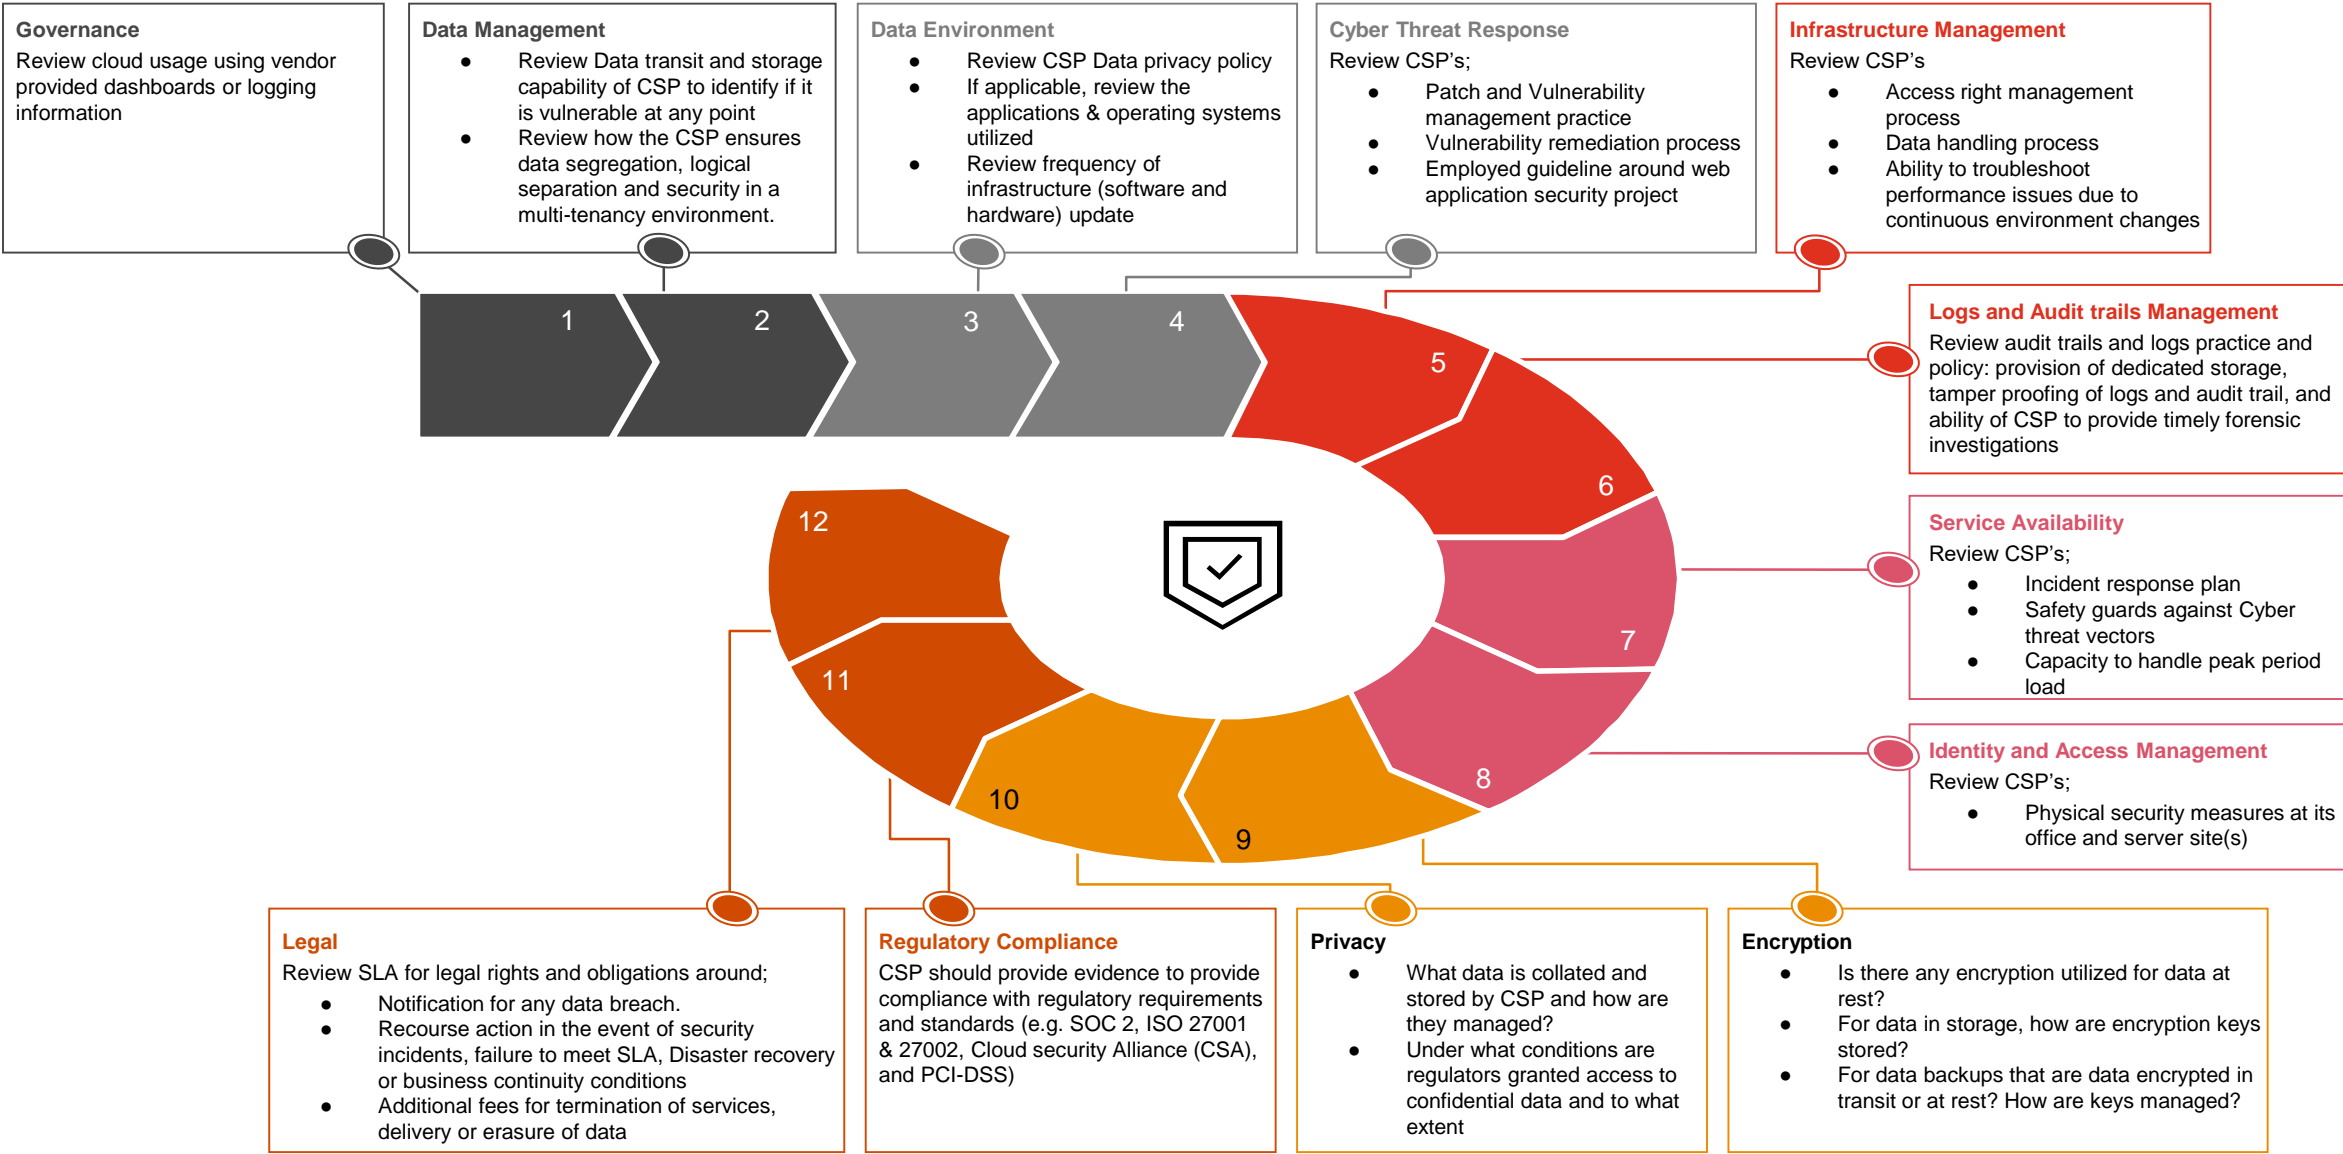 Governance
Review cloud usage using vendor
provided dashboards or logging
information
Data Management
● Review Data transit and storage
capability of CSP to identify if it
is vulnerable at any point
● Review how the CSP ensures
data segregation, logical
separation and security in a
multi-tenancy environment.
Data Environment
● Review CSP Data privacy policy
● If applicable, review the
applications & operating systems
utilized
● Review frequency of
infrastructure (software and
hardware) update
Cyber Threat Response
Review CSP's;
● Patch and Vulnerability
management practice
● Vulnerability remediation process
● Employed guideline around web
application security project
Infrastructure Management
Review CSP's
● Access right management
process
● Data handling process
● Ability to troubleshoot
performance issues due to
continuous environment changes
1
2
3
4
5
6
7
8
9
10
11
12
Logs and Audit trails Management
Review audit trails and logs practice and
policy: provision of dedicated storage,
tamper proofing of logs and audit trail, and
ability of CSP to provide timely forensic
investigations
Service Availability
Review CSP's;
● Incident response plan
● Safety guards against Cyber
threat vectors
● Capacity to handle peak period
load
Identity and Access Management
Review CSP's;
● Physical security measures at its
office and server site(s)
Legal
Review SLA for legal rights and obligations around;
● Notification for any data breach.
● Recourse action in the event of security
incidents, failure to meet SLA, Disaster recovery
or business continuity conditions
● Additional fees for termination of services,
delivery or erasure of data
Regulatory Compliance
CSP should provide evidence to provide
compliance with regulatory requirements
and standards (e.g. SOC 2, ISO 27001
& 27002, Cloud security Alliance (CSA),
and PCI-DSS)
Privacy
● What data is collated and
stored by CSP and how are
they managed?
● Under what conditions are
regulators granted access to
confidential data and to what
extent
Encryption
● Is there any encryption utilized for data at
rest?
● For data in storage, how are encryption keys
stored?
● For data backups that are data encrypted in
transit or at rest? How are keys managed?